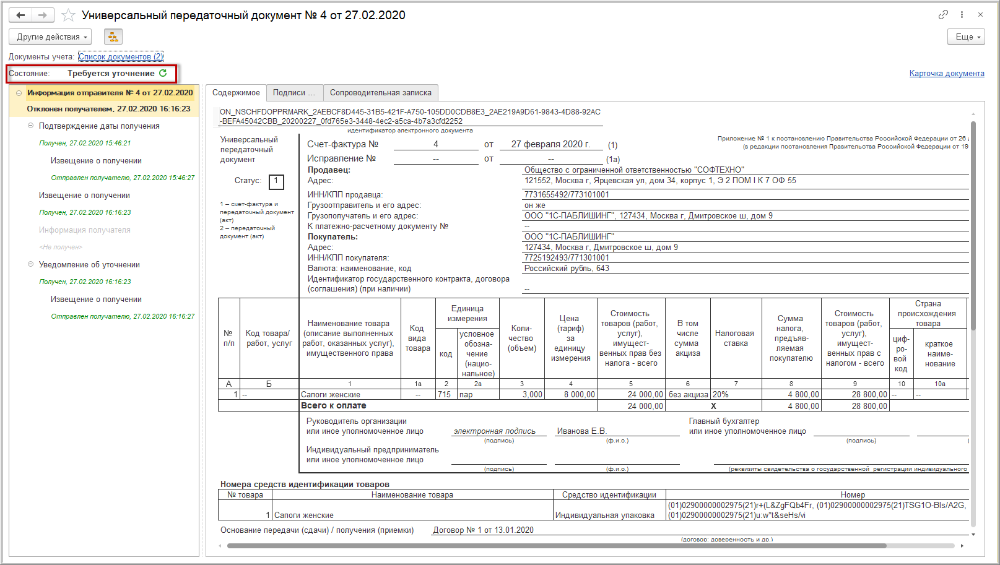 Универсальный передаточный документ № 4 от 27.02.2020
Другие действия
Еще
Документы учета: Список документов (2)
Состояние: Требуется уточнение
Карточка документа
Информация отправителя № 4 от 27.02.2020
Отклонен получателем, 27.02.2020 16:16:23
Подтверждение даты получения
Получен, 27.02.2020 15:46:21
Извещение о получении
Отправлен получателю, 27.02.2020 15:46:27
Извещение о получении
Получен, 27.02.2020 16:16:23
Информация получателя
<Не получен>
Уведомление об уточнении
Получен, 27.02.2020 16:16:23
Извещение о получении
Отправлен получателю, 27.02.2020 16:16:27
Содержимое
Подписи ...
Сопроводительная записка
ON_NSCHFDOPPRMARK_2AEBCF8D445-31B5-421F-A750-105DD0CDB8E3_2AE219A9D61-9843-4D88-92AC
-BEFA45042CBB_20200227_0fd765e3-3448-4ec2-a5ca-4b7a3cfd2252
идентификатор электронного документа
Универсальный
передаточный
документ
Статус: 1
1 – счет-фактура и
передаточный документ
(акт)
2 – передаточный
документ (акт)
Счет-фактура № 4 от 27 февраля 2020 г. (1)
Исправление № -- от -- (1а)
Приложение № 1 к постановлению Правительства Российской Федерации от 26
(в редакции постановления Правительства Российской Федерации от 19
Продавец: Общество с ограниченной ответственностью "СОФТЕХНО"
Адрес: 121552, Москва г, Ярцевская ул, дом 34, корпус 1, Э 2 ПОМ I К 7 ОФ 55
ИНН/КПП продавца: 7731655492/773101001
Грузоотправитель и его адрес: он же
Грузополучатель и его адрес: ООО "1С-ПАБЛИШИНГ", 127434, Москва г, Дмитровское ш, дом 9
К платежно-расчетному документу № --
Покупатель: ООО "1С-ПАБЛИШИНГ"
Адрес: 127434, Москва г, Дмитровское ш, дом 9
ИНН/КПП покупателя: 7725192493/771301001
Валюта: наименование, код Российский рубль, 643
Идентификатор государственного контракта, договора
(соглашения) (при наличии) --
№
п/п
Код товара/
работ, услуг
Наименование товара
(описание выполненных
работ, оказанных услуг),
имущественного права
Код
вида
товара
Единица
измерения
код
условное
обозна-
чение
(нацио-
нальное)
Коли-
чество
(объем)
Цена
(тариф)
за
единицу
измерения
Стоимость
товаров (работ,
услуг),
имущест-
венных прав без
налога - всего
В том
числе
сумма
акциза
Налоговая
ставка
Сумма
налога,
предъяв-
ляемая
покупателю
Стоимость
товаров (работ,
услуг),
имущест-
венных прав с
налогом - всего
Страна
происхождения
товара
циф-
ро-
вой
код
краткое
наиме-
нование
А Б 1 1а 2 2а 3 4 5 6 7 8 9 10 10а
1 -- Сапоги женские -- 715 пар 3,000 8 000,00 24 000,00 без акциза 20% 4 800,00 28 800,00 -- --
Всего к оплате 24 000,00 X 4 800,00 28 800,00
Руководитель организации
или иное уполномоченное лицо электронная подпись Иванова Е.В.
(подпись) (ф.и.о.)
Главный бухгалтер
или иное уполномоченное лицо
(подпись) (
Индивидуальный предприниматель
или иное уполномоченное лицо
(подпись) (ф.и.о.) (реквизиты свидетельства о государственной регистрации индивидуального
Номера средств идентификации товаров
№ товара Наименование товара Средство идентификации Номер
1 Сапоги женские Индивидуальная упаковка
(01)02900000002975(21)r+(L&ZgFQb4Fr, (01)02900000002975(21)TSG1O-Bls/A2G,
(01)02900000002975(21)u:w*t&seHs/vi
Основание передачи (сдачи) / получения (приемки) Договор № 1 от 13.01.2020
(договор; доверенность и др.)